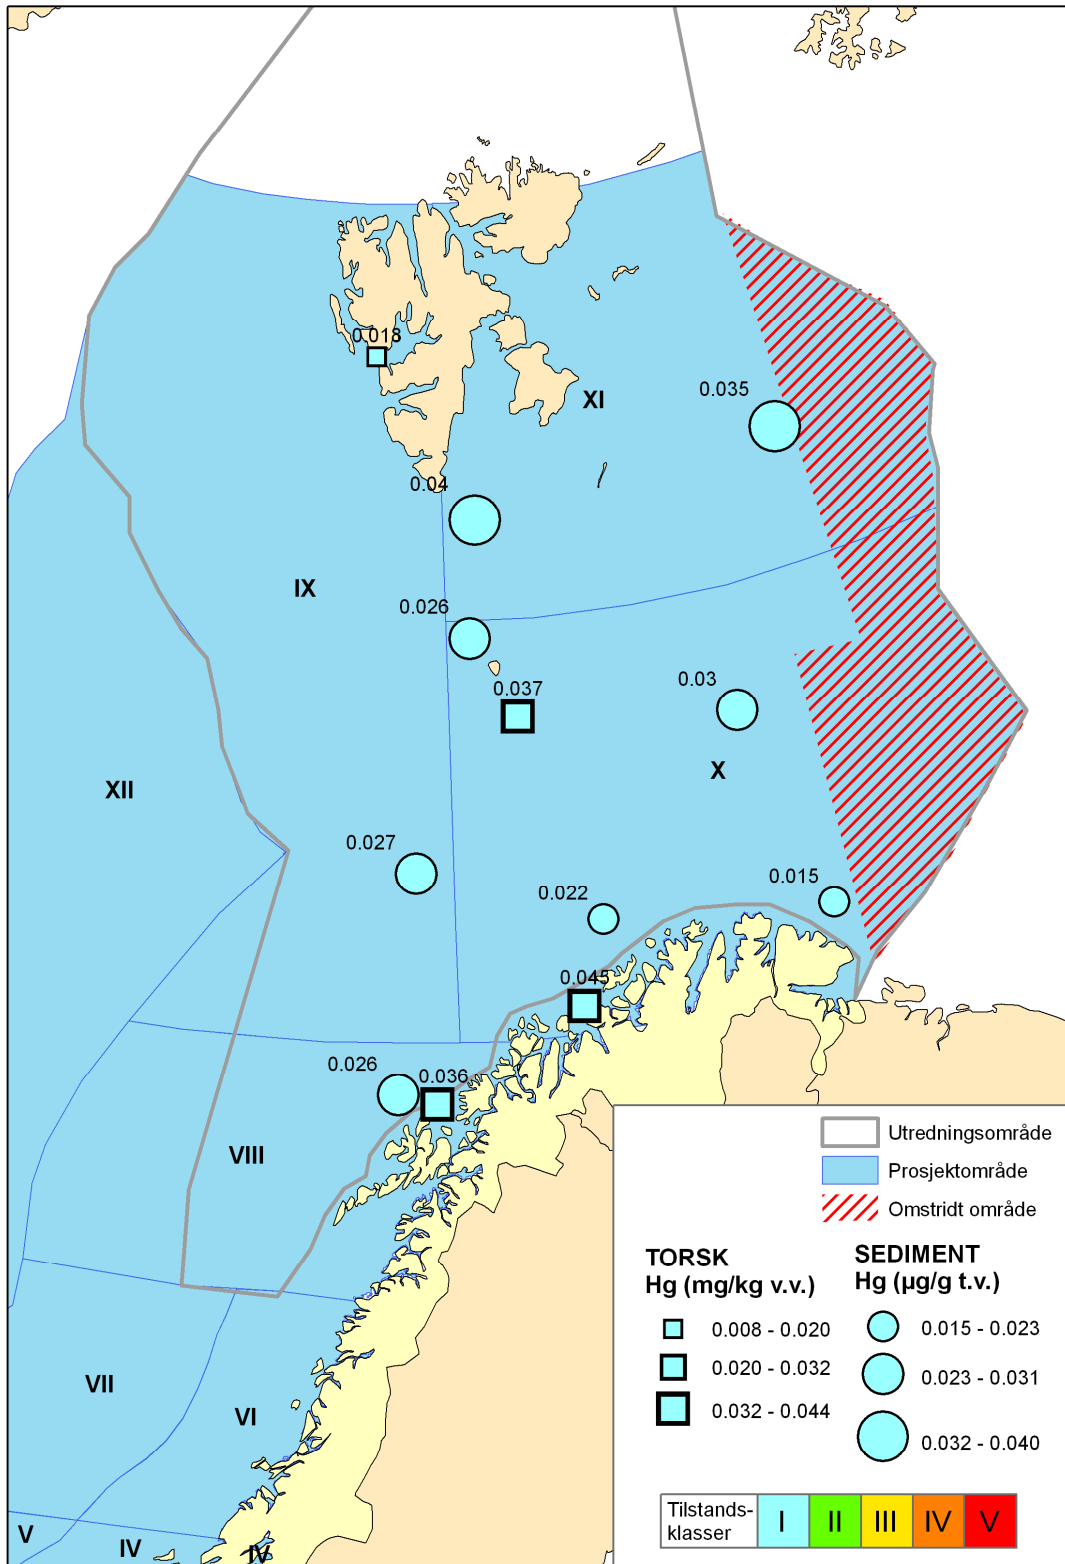 0.018
XI
0.035
0.04
IX
0.026
0.037
0.03
X
XII
0.027
0.022
0.015
0.045
0.026
0.036
VIII
VII
VI
V
IV
IV
Utredningsområde
Prosjektområde
Omstridt område
TORSK
Hg (mg/kg v.v.)
0.008 - 0.020
0.020 - 0.032
0.032 - 0.044
SEDIMENT
Hg (µg/g t.v.)
0.015 - 0.023
0.023 - 0.031
0.032 - 0.040
Tilstands-
klasser
I II III IV V